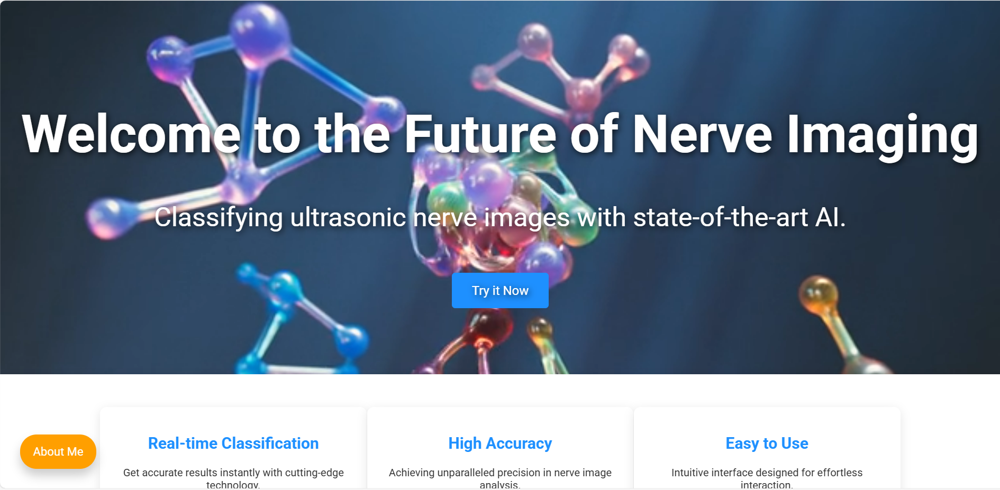 Welcome to the Future of Nerve Imaging
Classifying ultrasonic nerve images with state-of-the-art AI.
Try it Now
About Me
Real-time Classification
Get accurate results instantly with cutting-edge
technology.
High Accuracy
Achieving unparalleled precision in nerve image
analysis.
Easy to Use
Intuitive interface designed for effortless
interaction.